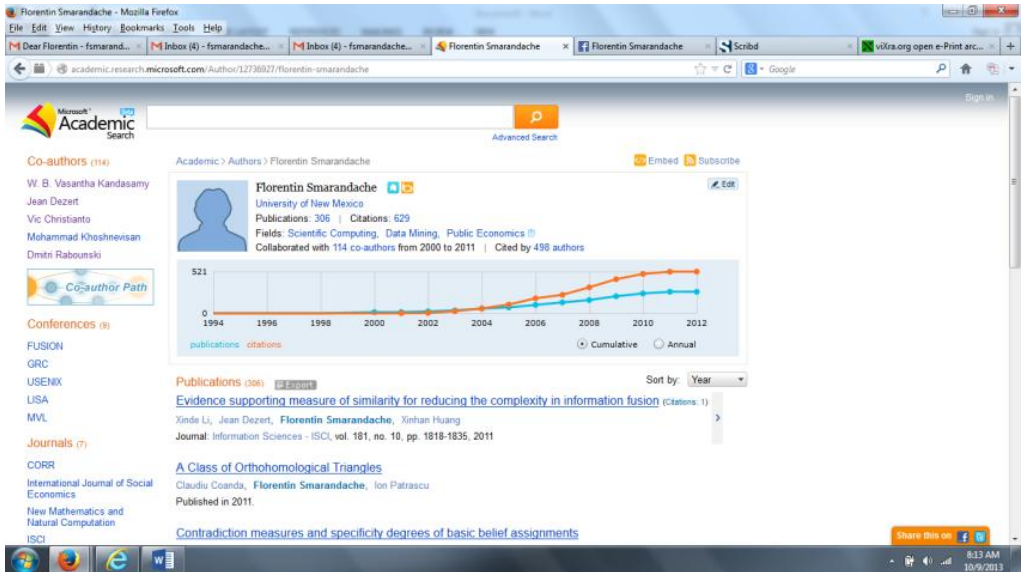 Florentin Smarandache - Mozilla Firefox
File Edit View History Bookmarks Tools Help
Dear Florentin - fsmarand... × Inbox (4) - fsmarandache... × Inbox (4) - fsmarandache... × Florentin Smarandache × Florentin Smarandache × Scribd × viXra.org open e-Print arc... × +
academic.research.microsoft.com/Author/12736927/florentin-smarandache
Google
Sign in
Microsoft
Academic
Search
Advanced Search
Co-authors (114)
W. B. Vasantha Kandasamy
Jean Dezert
Vic Christianto
Mohammad Khoshnevisan
Dmitri Rabounski
Co-author Path
Conferences (9)
FUSION
GRC
USENIX
LISA
MVL
Journals (7)
CORR
International Journal of Social
Economics
New Mathematics and
Natural Computation
ISCI
Academic > Authors > Florentin Smarandache
Embed Subscribe
Florentin Smarandache
Edit
University of New Mexico
Publications: 306 | Citations: 629
Fields: Scientific Computing, Data Mining, Public Economics
Collaborated with 114 co-authors from 2000 to 2011 | Cited by 498 authors
521
0
1994 1996 1998 2000 2002 2004 2006 2008 2010 2012
publications citations
Cumulative Annual
Publications (306) Export
Sort by: Year
Evidence supporting measure of similarity for reducing the complexity in information fusion (Citations: 1)
Xinde Li, Jean Dezert, Florentin Smarandache, Xinhan Huang
Journal: Information Sciences - ISCI, vol. 181, no. 10, pp. 1818-1835, 2011
A Class of Orthohomological Triangles
Claudiu Coanda, Florentin Smarandache, Ion Patrascu
Published in 2011.
Contradiction measures and specificity degrees of basic belief assignments
Share this on
8:13 AM
10/9/2013